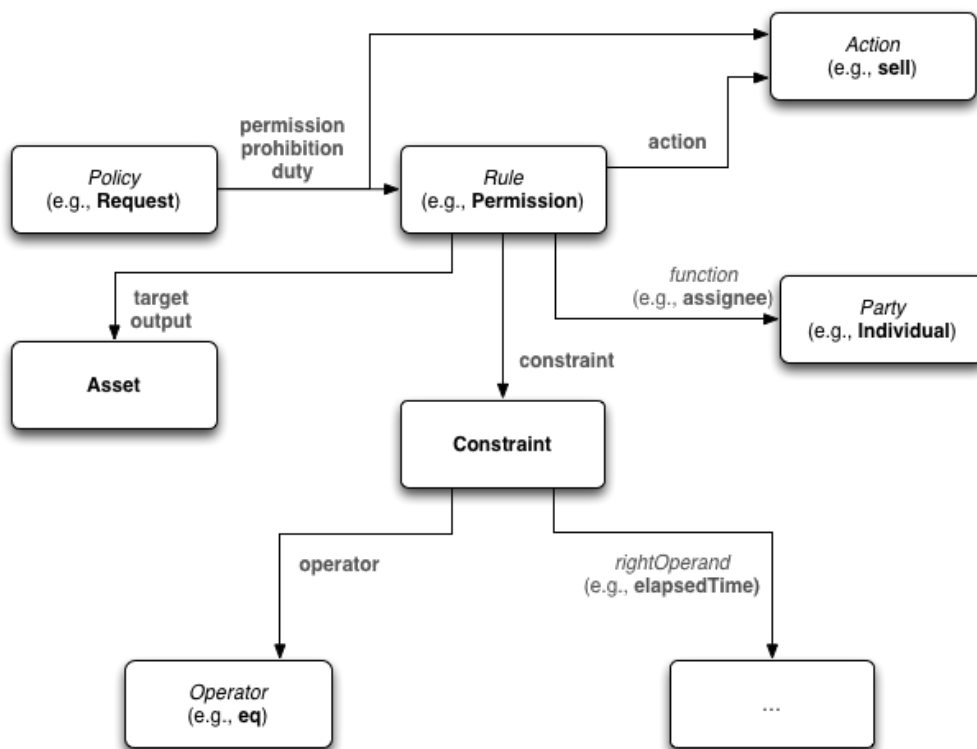 Action
(e.g., sell)
permission
prohibition
duty
action
Policy
(e.g., Request)
Rule
(e.g., Permission)
function
(e.g., assignee)
target
output
Party
(e.g., Individual)
constraint
Asset
Constraint
operator
rightOperand
(e.g., elapsedTime)
Operator
(e.g., eq)
...